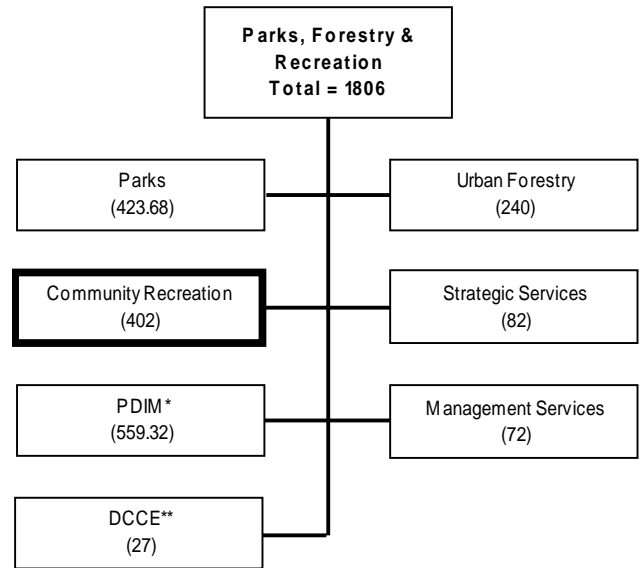 Parks, Forestry &
Recreation
Total = 1806
Parks
(423.68)
Urban Forestry
(240)
Community Recreation
(402)
Strategic Services
(82)
PDIM*
(559.32)
Management Services
(72)
DCCE**
(27)